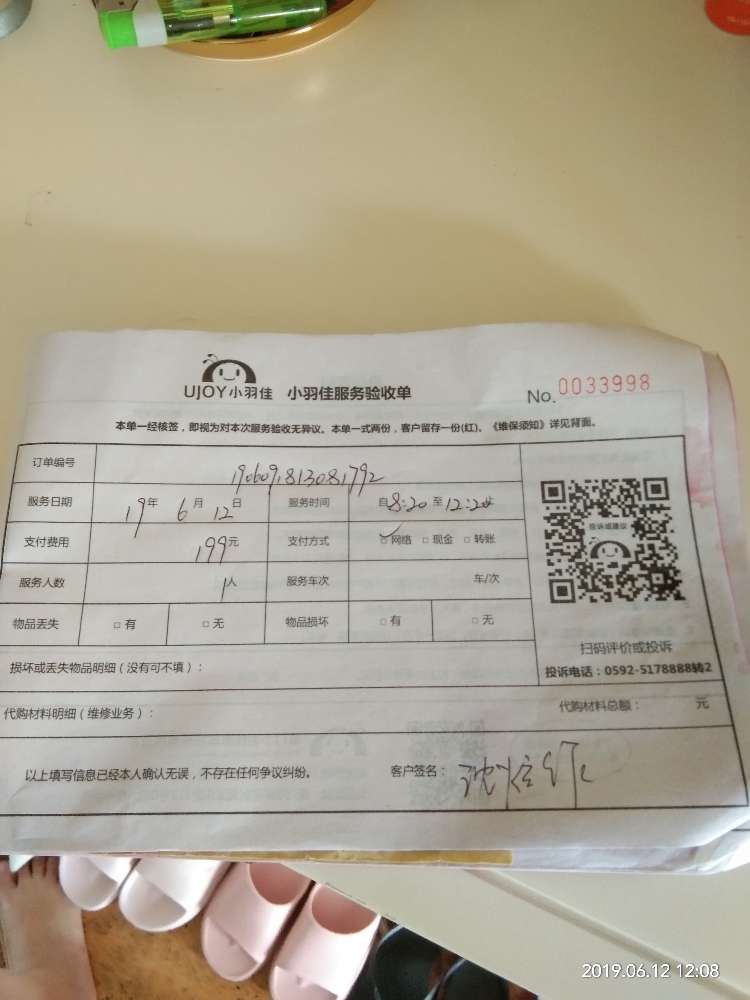 UJOY小羽佳 小羽佳服务验收单 No.0033998
本单一经核签，即视为对本次服务验收无异议。本单一式两份，客户留存一份(红)。《维保须知》详见背面。
订单编号 1906091813081792
服务日期 19年 6月 12日 服务时间 自8:20至12:20
投诉或建议
支付费用 199元 支付方式 网络 □ 现金 □ 转账
服务人数 1人 服务车次 车/次
物品丢失 □ 有 □ 无 物品损坏 □ 有 □ 无
扫码评价或投诉
损坏或丢失物品明细（没有可不填）： 投诉电话：0592-5178888转2
代购材料明细（维修业务）： 代购材料总额： 元
以上填写信息已经本人确认无误，不存在任何争议纠纷。 客户签名：
2019.06.12 12:08